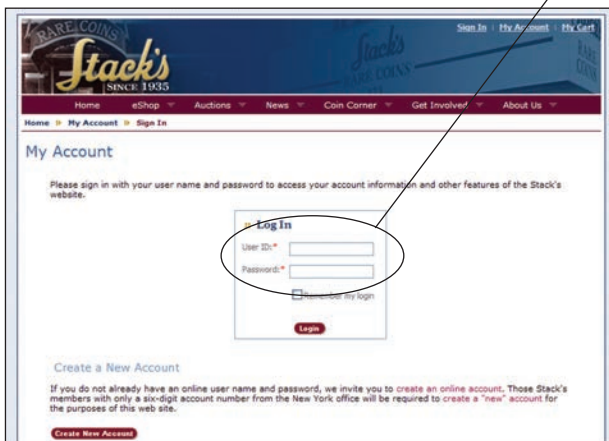 RARE COINS
Stack's
SINCE 1935
Stack's
RARE COINS
Sign In | My Account | My Cart
RARE
COINS
Home eShop Auctions News Coin Corner Get Involved About Us
Home » My Account » Sign In
My Account
Please sign in with your user name and password to access your account information and other features of the Stack's
website.
» Log In
User ID:*
Password:*
Remember my login
Login
Create a New Account
If you do not already have an online user name and password, we invite you to create an online account. Those Stack's
members with only a six-digit account number from the New York office will be required to create a "new" account for
the purposes of this web site.
Create New Account